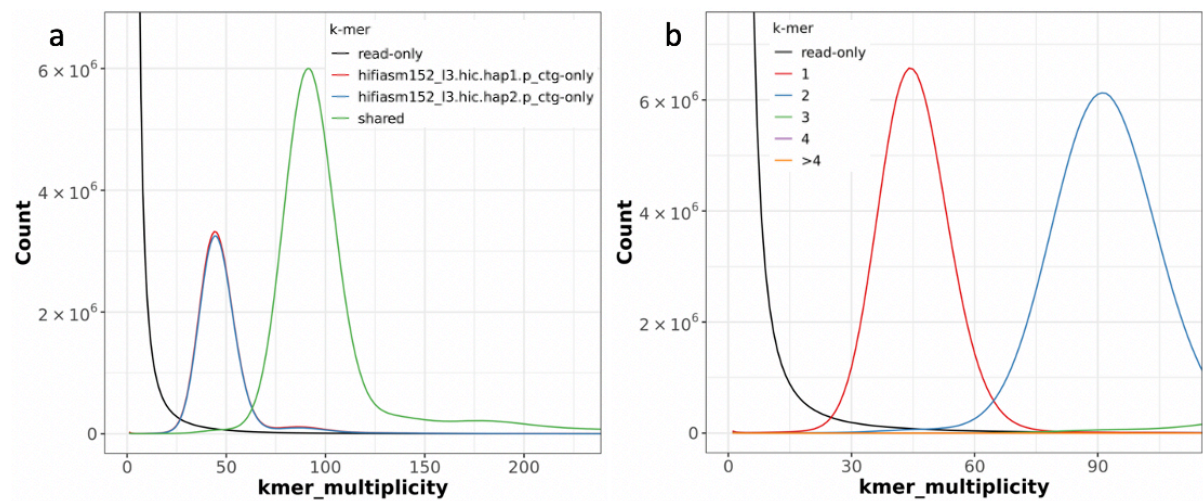 a
k-mer
read-only
hifiasm152_l3.hic.hap1.p_ctg-only
hifiasm152_l3.hic.hap2.p_ctg-only
shared
6 × 10⁶
4 × 10⁶
2 × 10⁶
0
Count
0 50 100 150 200
kmer_multiplicity
b
k-mer
read-only
1
2
3
4
>4
6 × 10⁶
4 × 10⁶
2 × 10⁶
0
Count
0 30 60 90
kmer_multiplicity